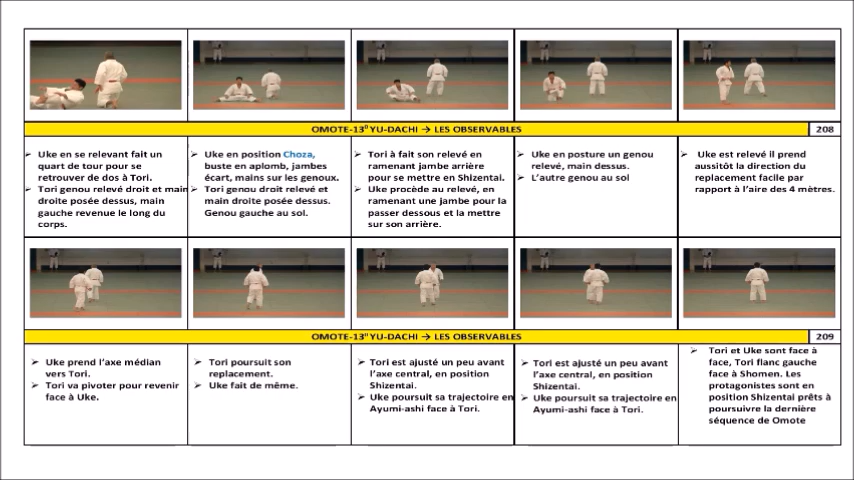 OMOTE-13° YU-DACHI → LES OBSERVABLES
208
➢ Uke en se relevant fait un
quart de tour pour se
retrouver de dos à Tori.
➢ Tori genou relevé droit et main
droite posée dessus, main
gauche revenue le long du
corps.
➢ Uke en position Choza,
buste en aplomb, jambes
écart, mains sur les genoux.
➢ Tori genou droit relevé et
main droite posée dessus.
Genou gauche au sol.
➢ Tori à fait son relevé en
ramenant jambe arrière
pour se mettre en Shizentai.
➢ Uke procède au relevé, en
ramenant une jambe pour la
passer dessous et la mettre
sur son arrière.
➢ Uke en posture un genou
relevé, main dessus.
➢ L'autre genou au sol
➢ Uke est relevé il prend
aussitôt la direction du
replacement facile par
rapport à l'aire des 4 mètres.
OMOTE-13° YU-DACHI → LES OBSERVABLES
209
➢ Uke prend l'axe médian
vers Tori.
➢ Tori va pivoter pour revenir
face à Uke.
➢ Tori poursuit son
replacement.
➢ Uke fait de même.
➢ Tori est ajusté un peu avant
l'axe central, en position
Shizentai.
➢ Uke poursuit sa trajectoire en
Ayumi-ashi face à Tori.
➢ Tori est ajusté un peu avant
l'axe central, en position
Shizentai.
➢ Uke poursuit sa trajectoire en
Ayumi-ashi face à Tori.
➢ Tori et Uke sont face à
face, Tori flanc gauche
face à Shomen. Les
protagonistes sont en
position Shizentai prêts à
poursuivre la dernière
séquence de Omote